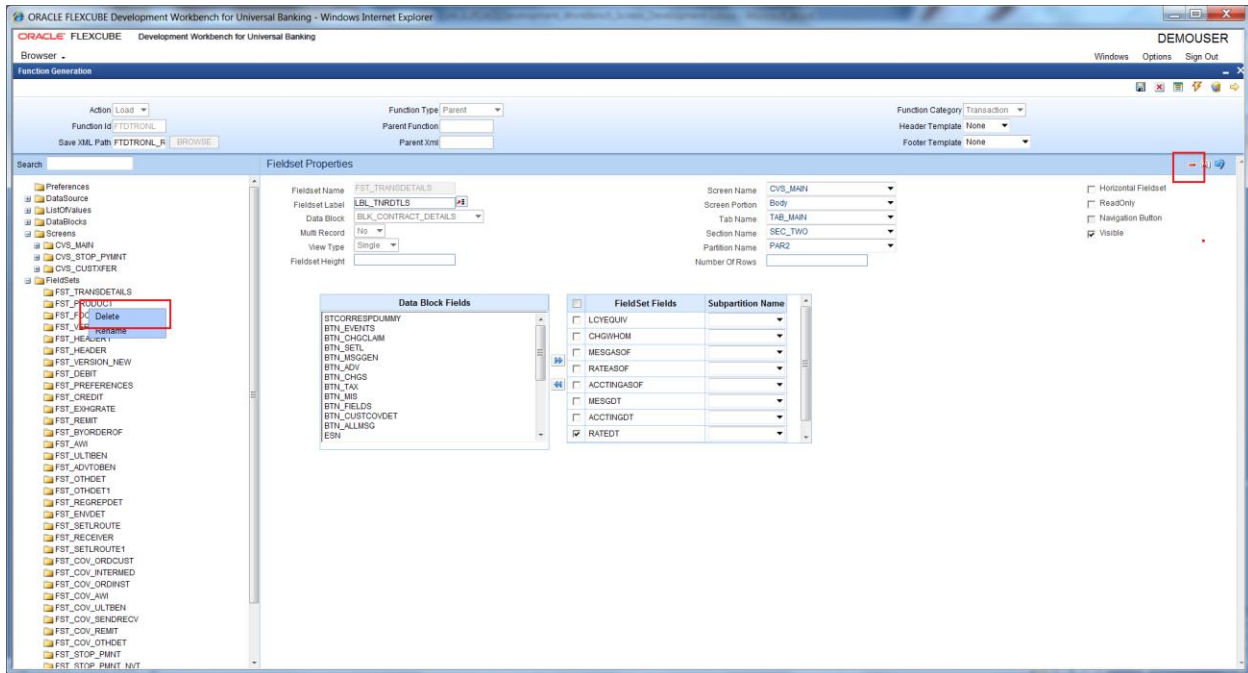 ORACLE FLEXCUBE Development Workbench for Universal Banking - Windows Internet Explorer
ORACLE FLEXCUBE Development Workbench for Universal Banking
DEMOUSER
Browser
Windows Options Sign Out
Function Generation
Action Load
Function Type Parent
Function Category Transaction
Function Id FTDTRONL
Parent Function
Header Template None
Save XML Path FTDTRONL_R BROWSE
Parent Xml
Footer Template None
Search
Fieldset Properties
Preferences
DataSource
ListOfValues
DataBlocks
Screens
CVS_MAIN
CVS_STOP_PYMNT
CVS_CUSTXFER
FieldSets
FST_TRANSDETAILS
FST_PRODUCT
Delete
Rename
FST_HEADER1
FST_HEADER
FST_VERSION_NEW
FST_DEBIT
FST_PREFERENCES
FST_CREDIT
FST_EXHGRATE
FST_REMIT
FST_BYORDEROF
FST_AWI
FST_ULTIBEN
FST_ADVTOBEN
FST_OTHDET
FST_OTHDET1
FST_REGREPDET
FST_ENVDET
FST_SETLROUTE
FST_RECEIVER
FST_SETLROUTE1
FST_COV_ORDCUST
FST_COV_INTERMED
FST_COV_ORDINST
FST_COV_AWI
FST_COV_ULTBEN
FST_COV_SENDRECV
FST_COV_REMIT
FST_COV_OTHDET
FST_STOP_PMNT
FST_STOP_PMNT_NVT
Fieldset Name FST_TRANSDETAILS
Fieldset Label LBL_TNRDTLS
Data Block BLK_CONTRACT_DETAILS
Multi Record No
View Type Single
Fieldset Height
Screen Name CVS_MAIN
Screen Portion Body
Tab Name TAB_MAIN
Section Name SEC_TWO
Partition Name PAR2
Number Of Rows
Horizontal Fieldset
ReadOnly
Navigation Button
Visible
Data Block Fields
STCORRESPDUMMY
BTN_EVENTS
BTN_CHGCLAIM
BTN_SETL
BTN_MSGGEN
BTN_ADV
BTN_CHGS
BTN_TAX
BTN_MIS
BTN_FIELDS
BTN_CUSTCOVDET
BTN_ALLMSG
ESN
FieldSet Fields Subpartition Name
LCYEQUIV
CHGWHOM
MESGASOF
RATEASOF
ACCTINGASOF
MESGDT
ACCTINGDT
RATEDT